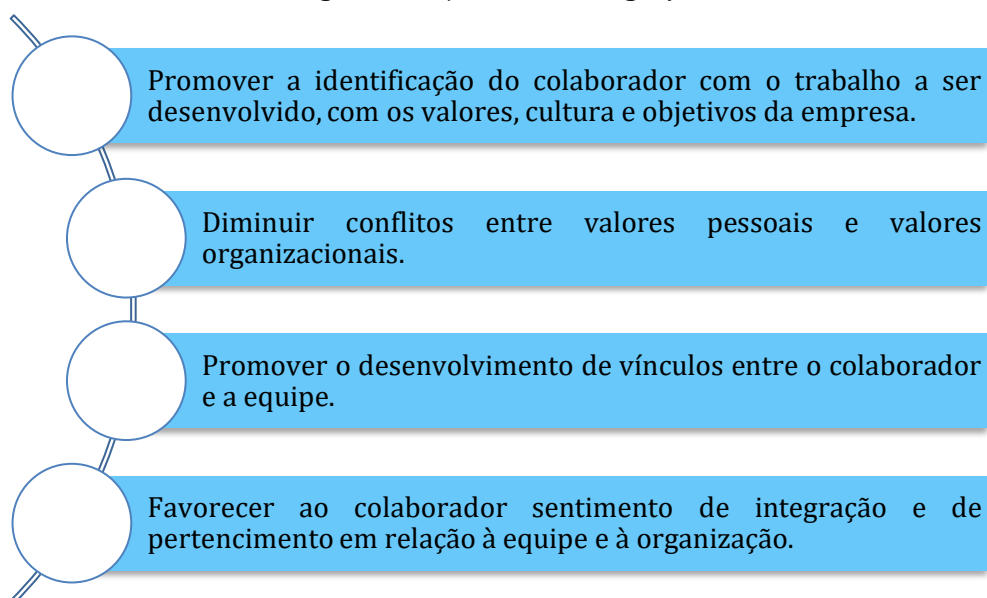 Promover a identificação do colaborador com o trabalho a ser
desenvolvido, com os valores, cultura e objetivos da empresa.
Diminuir conflitos entre valores pessoais e valores
organizacionais.
Promover o desenvolvimento de vínculos entre o colaborador
e a equipe.
Favorecer ao colaborador sentimento de integração e de
pertencimento em relação à equipe e à organização.